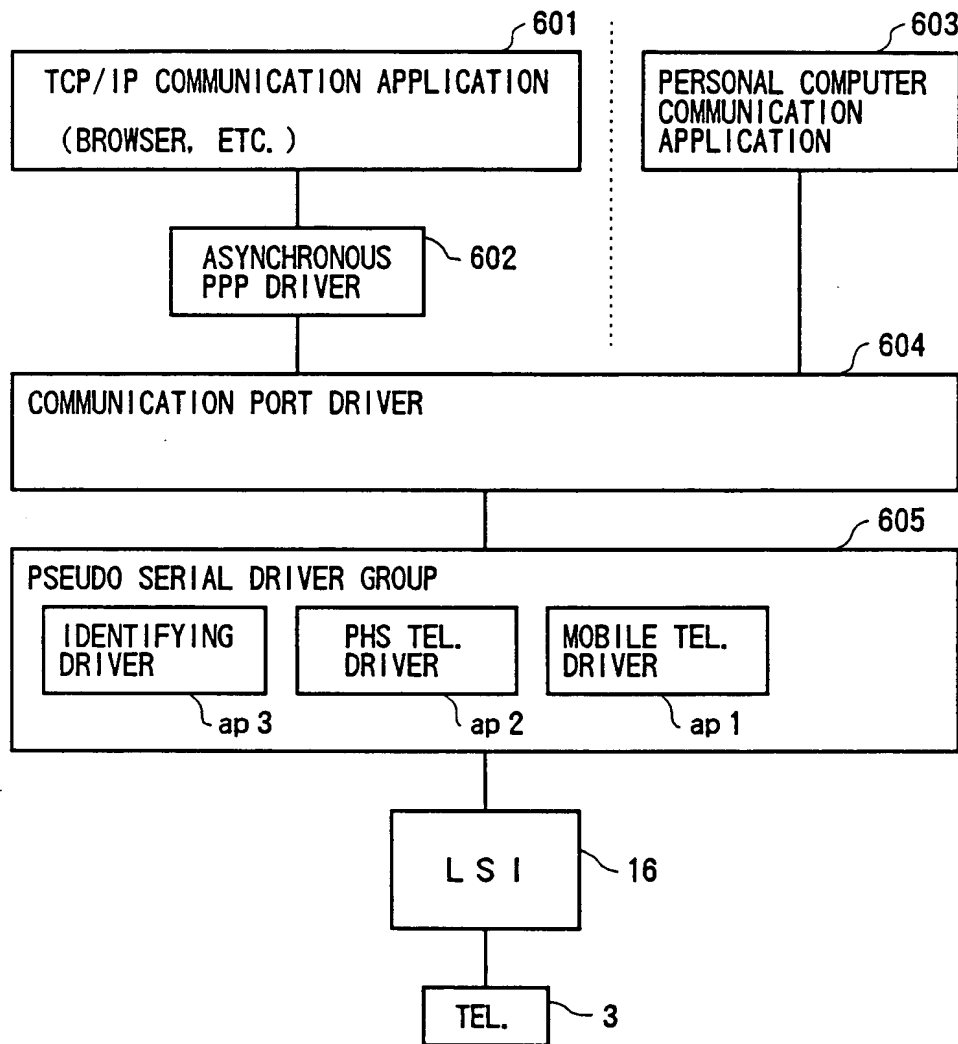 601
603
TCP/IP COMMUNICATION APPLICATION
(BROWSER, ETC.)
PERSONAL COMPUTER
COMMUNICATION
APPLICATION
ASYNCHRONOUS
PPP DRIVER
602
604
COMMUNICATION PORT DRIVER
605
PSEUDO SERIAL DRIVER GROUP
IDENTIFYING
DRIVER
PHS TEL.
DRIVER
MOBILE TEL.
DRIVER
ap 3
ap 2
ap 1
LSI
16
TEL.
3